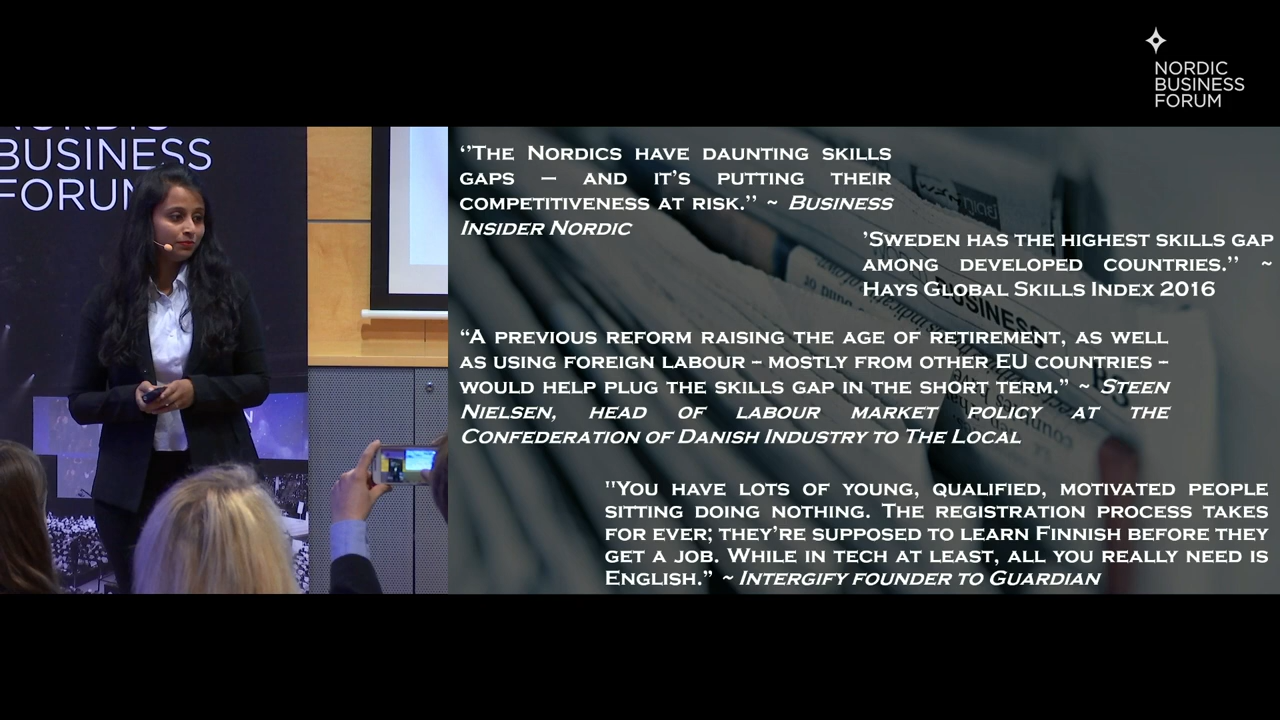 NORDIC
BUSINESS
FORUM
NORDIC
BUSINESS
FORUM
‘’The Nordics have daunting skills
gaps – and it’s putting their
competitiveness at risk.’’ ~ Business
Insider Nordic
’Sweden has the highest skills gap
among developed countries.’’ ~
Hays Global Skills Index 2016
“A previous reform raising the age of retirement, as well
as using foreign labour – mostly from other EU countries –
would help plug the skills gap in the short term.” ~ Steen
Nielsen, head of labour market policy at the
Confederation of Danish Industry to The Local
"You have lots of young, qualified, motivated people
sitting doing nothing. The registration process takes
for ever; they’re supposed to learn Finnish before they
get a job. While in tech at least, all you really need is
English.” ~ Intergify founder to Guardian
BUSINESS